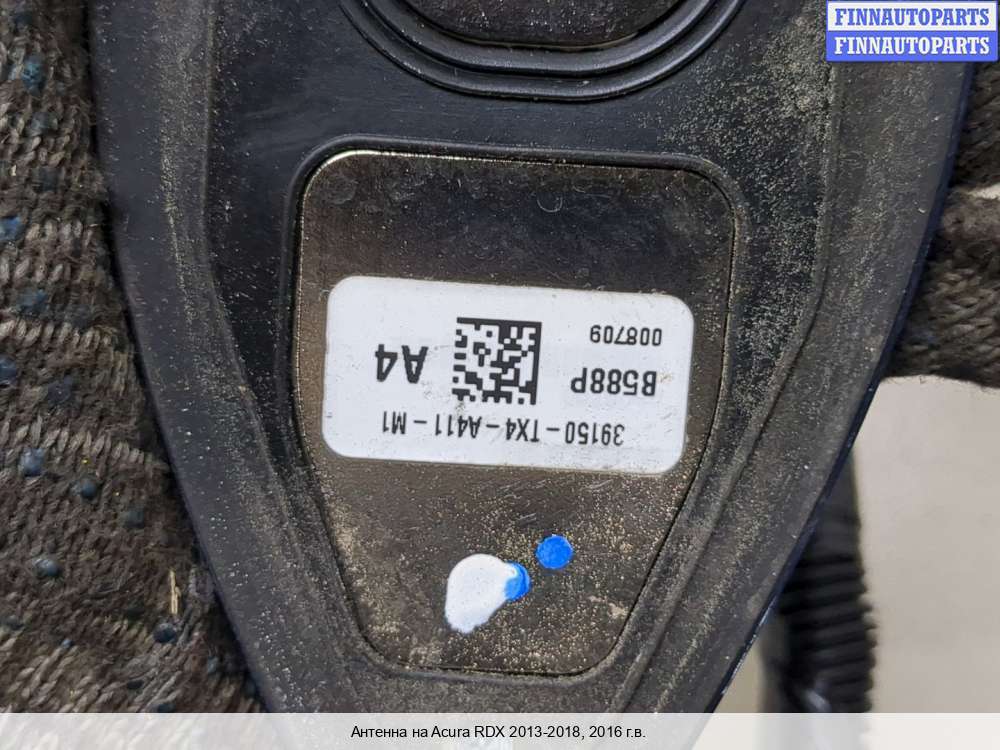 FINNAUTOPARTS
FINNAUTOPARTS
39150-TX4-A411-M1
B588P
A4
008709
Антенна на Acura RDX 2013-2018, 2016 г.в.